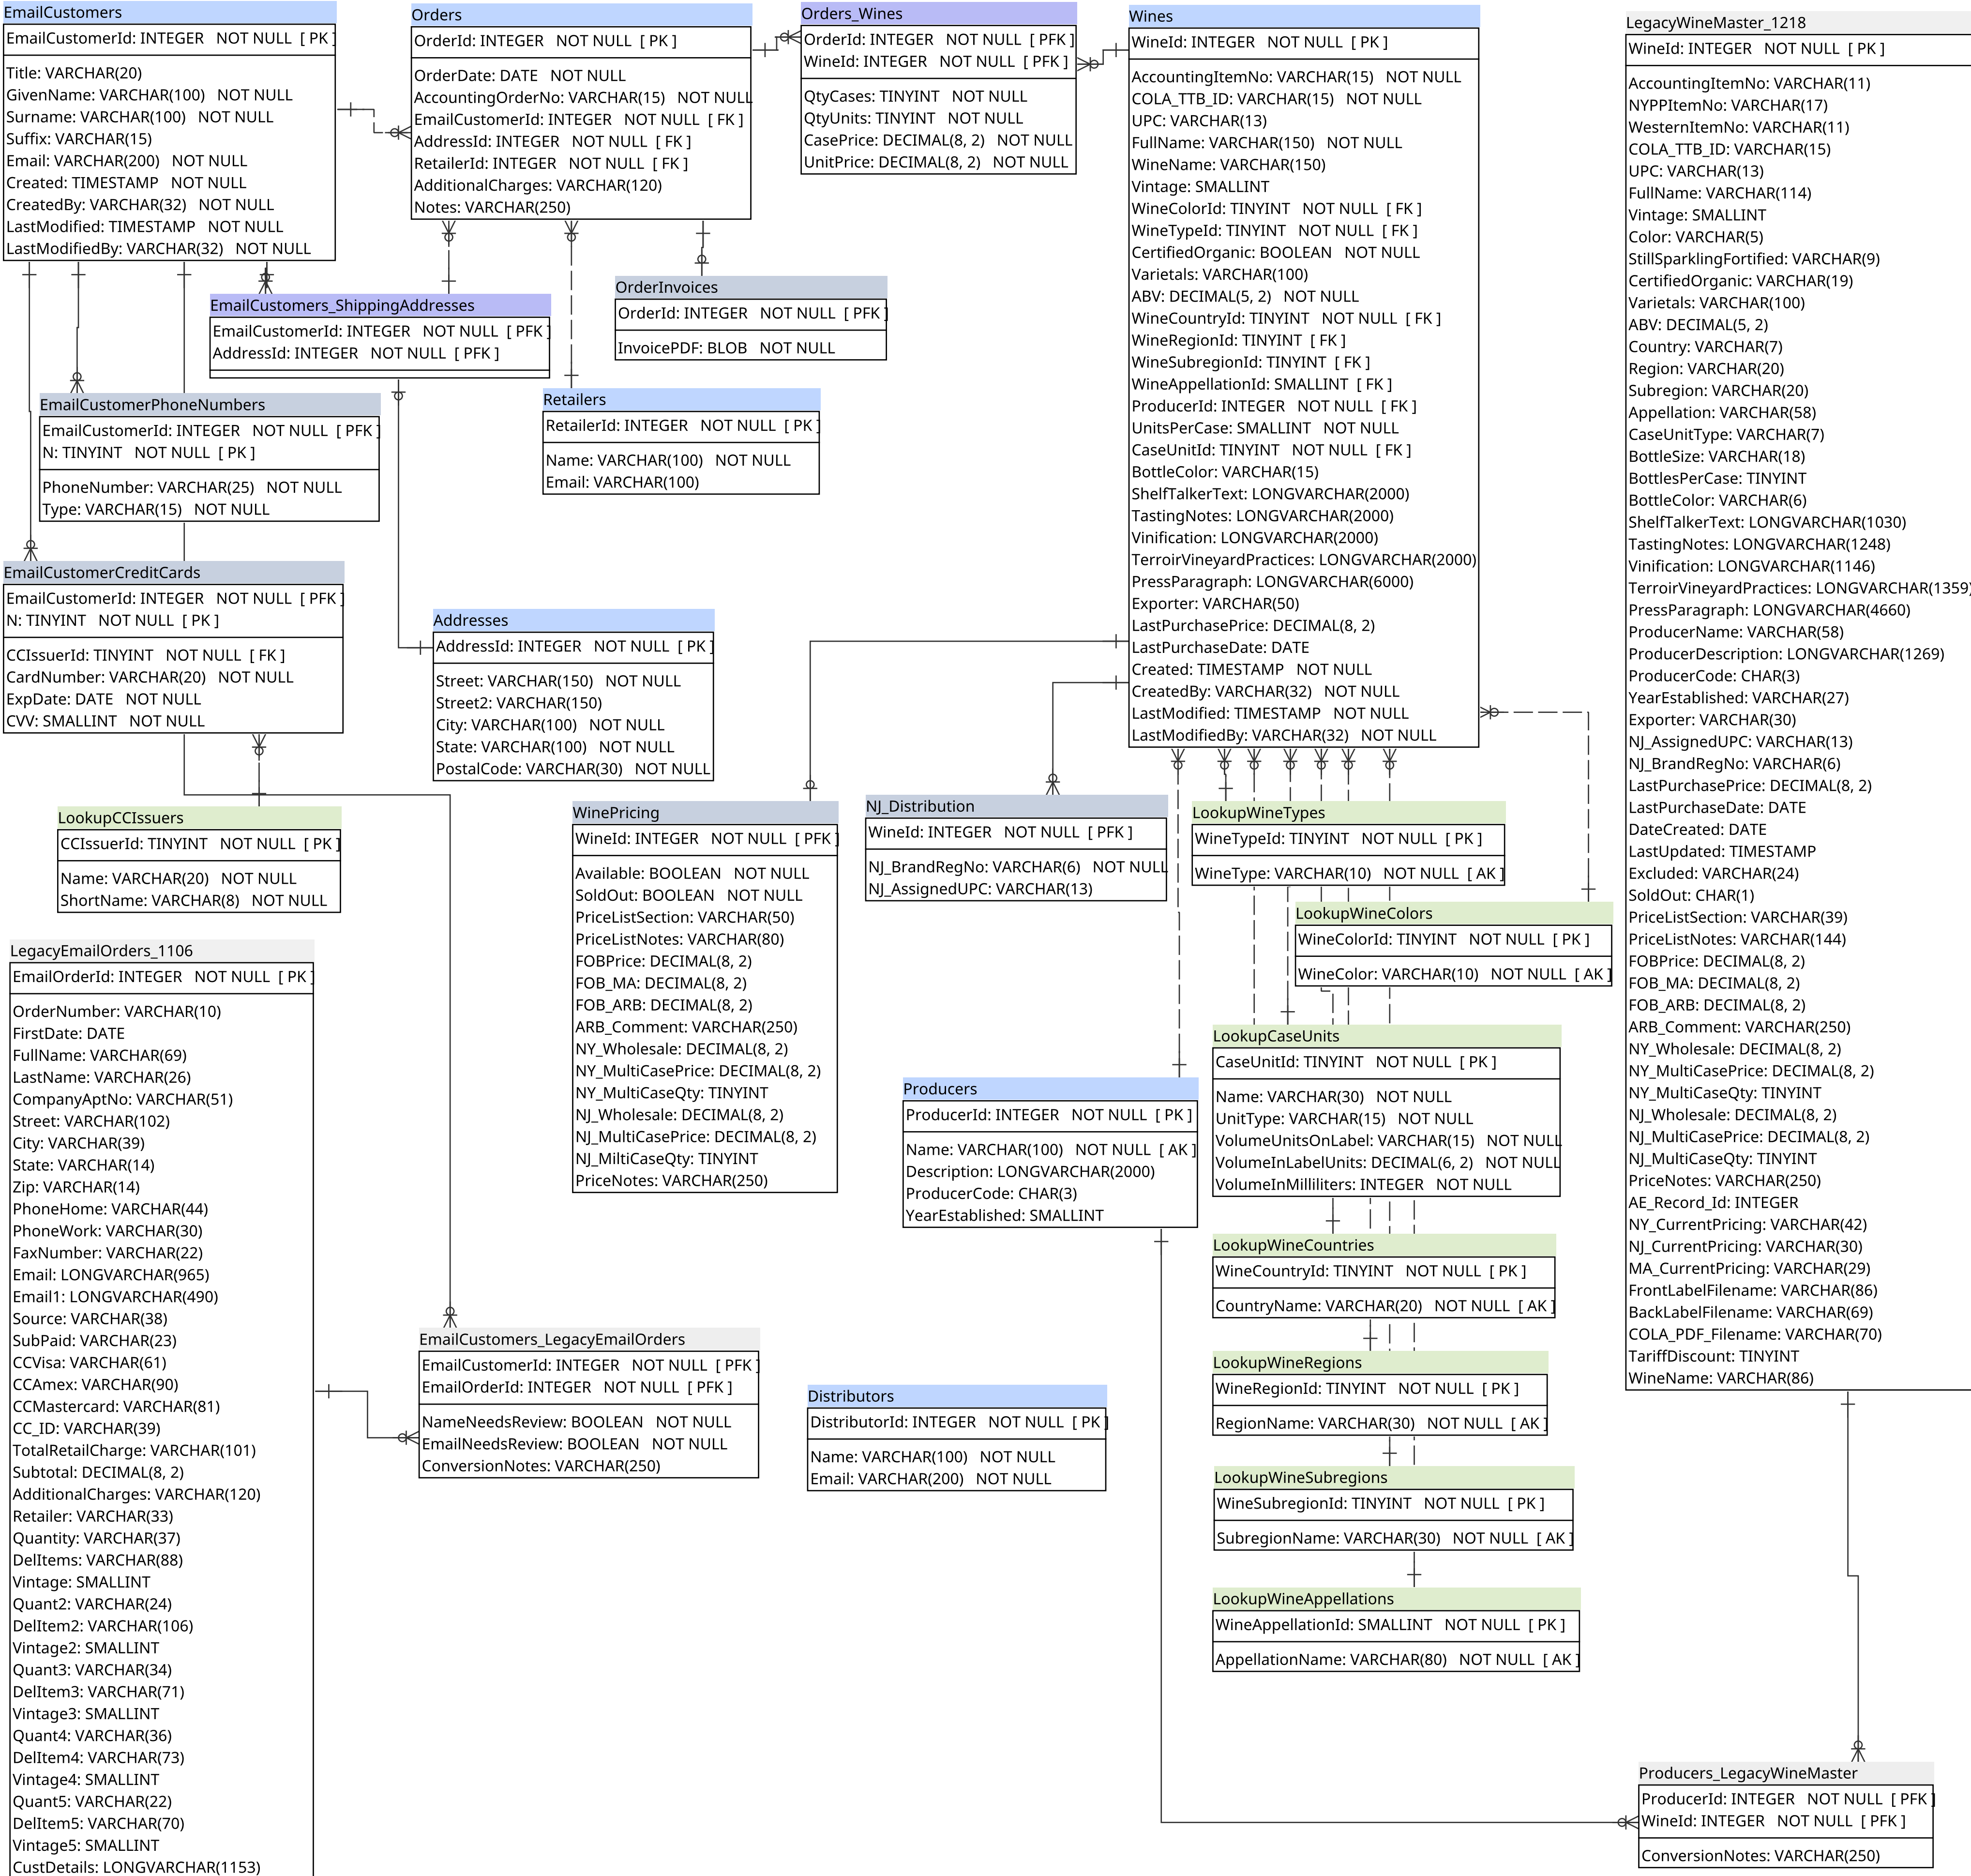 EmailCustomers
EmailCustomerId: INTEGER   NOT NULL  [ PK ]
Title: VARCHAR(20)
GivenName: VARCHAR(100)   NOT NULL
Surname: VARCHAR(100)   NOT NULL
Suffix: VARCHAR(15)
Email: VARCHAR(200)   NOT NULL
Created: TIMESTAMP   NOT NULL
CreatedBy: VARCHAR(32)   NOT NULL
LastModified: TIMESTAMP   NOT NULL
LastModifiedBy: VARCHAR(32)   NOT NULL
Orders
OrderId: INTEGER   NOT NULL  [ PK ]
OrderDate: DATE   NOT NULL
AccountingOrderNo: VARCHAR(15)   NOT NULL
EmailCustomerId: INTEGER   NOT NULL  [ FK ]
AddressId: INTEGER   NOT NULL  [ FK ]
RetailerId: INTEGER   NOT NULL  [ FK ]
AdditionalCharges: VARCHAR(120)
Notes: VARCHAR(250)
Orders_Wines
OrderId: INTEGER   NOT NULL  [ PFK ]
WineId: INTEGER   NOT NULL  [ PFK ]
QtyCases: TINYINT   NOT NULL
QtyUnits: TINYINT   NOT NULL
CasePrice: DECIMAL(8, 2)   NOT NULL
UnitPrice: DECIMAL(8, 2)   NOT NULL
Wines
WineId: INTEGER   NOT NULL  [ PK ]
AccountingItemNo: VARCHAR(15)   NOT NULL
COLA_TTB_ID: VARCHAR(15)   NOT NULL
UPC: VARCHAR(13)
FullName: VARCHAR(150)   NOT NULL
WineName: VARCHAR(150)
Vintage: SMALLINT
WineColorId: TINYINT   NOT NULL  [ FK ]
WineTypeId: TINYINT   NOT NULL  [ FK ]
CertifiedOrganic: BOOLEAN   NOT NULL
Varietals: VARCHAR(100)
ABV: DECIMAL(5, 2)   NOT NULL
WineCountryId: TINYINT   NOT NULL  [ FK ]
WineRegionId: TINYINT  [ FK ]
WineSubregionId: TINYINT  [ FK ]
WineAppellationId: SMALLINT  [ FK ]
ProducerId: INTEGER   NOT NULL  [ FK ]
UnitsPerCase: SMALLINT   NOT NULL
CaseUnitId: TINYINT   NOT NULL  [ FK ]
BottleColor: VARCHAR(15)
ShelfTalkerText: LONGVARCHAR(2000)
TastingNotes: LONGVARCHAR(2000)
Vinification: LONGVARCHAR(2000)
TerroirVineyardPractices: LONGVARCHAR(2000)
PressParagraph: LONGVARCHAR(6000)
Exporter: VARCHAR(50)
LastPurchasePrice: DECIMAL(8, 2)
LastPurchaseDate: DATE
Created: TIMESTAMP   NOT NULL
CreatedBy: VARCHAR(32)   NOT NULL
LastModified: TIMESTAMP   NOT NULL
LastModifiedBy: VARCHAR(32)   NOT NULL
LegacyWineMaster_1218
WineId: INTEGER   NOT NULL  [ PK ]
AccountingItemNo: VARCHAR(11)
NYPPItemNo: VARCHAR(17)
WesternItemNo: VARCHAR(11)
COLA_TTB_ID: VARCHAR(15)
UPC: VARCHAR(13)
FullName: VARCHAR(114)
Vintage: SMALLINT
Color: VARCHAR(5)
StillSparklingFortified: VARCHAR(9)
CertifiedOrganic: VARCHAR(19)
Varietals: VARCHAR(100)
ABV: DECIMAL(5, 2)
Country: VARCHAR(7)
Region: VARCHAR(20)
Subregion: VARCHAR(20)
Appellation: VARCHAR(58)
CaseUnitType: VARCHAR(7)
BottleSize: VARCHAR(18)
BottlesPerCase: TINYINT
BottleColor: VARCHAR(6)
ShelfTalkerText: LONGVARCHAR(1030)
TastingNotes: LONGVARCHAR(1248)
Vinification: LONGVARCHAR(1146)
TerroirVineyardPractices: LONGVARCHAR(1359)
PressParagraph: LONGVARCHAR(4660)
ProducerName: VARCHAR(58)
ProducerDescription: LONGVARCHAR(1269)
ProducerCode: CHAR(3)
YearEstablished: VARCHAR(27)
Exporter: VARCHAR(30)
NJ_AssignedUPC: VARCHAR(13)
NJ_BrandRegNo: VARCHAR(6)
LastPurchasePrice: DECIMAL(8, 2)
LastPurchaseDate: DATE
DateCreated: DATE
LastUpdated: TIMESTAMP
Excluded: VARCHAR(24)
SoldOut: CHAR(1)
PriceListSection: VARCHAR(39)
PriceListNotes: VARCHAR(144)
FOBPrice: DECIMAL(8, 2)
FOB_MA: DECIMAL(8, 2)
FOB_ARB: DECIMAL(8, 2)
ARB_Comment: VARCHAR(250)
NY_Wholesale: DECIMAL(8, 2)
NY_MultiCasePrice: DECIMAL(8, 2)
NY_MultiCaseQty: TINYINT
NJ_Wholesale: DECIMAL(8, 2)
NJ_MultiCasePrice: DECIMAL(8, 2)
NJ_MultiCaseQty: TINYINT
PriceNotes: VARCHAR(250)
AE_Record_Id: INTEGER
NY_CurrentPricing: VARCHAR(42)
NJ_CurrentPricing: VARCHAR(30)
MA_CurrentPricing: VARCHAR(29)
FrontLabelFilename: VARCHAR(86)
BackLabelFilename: VARCHAR(69)
COLA_PDF_Filename: VARCHAR(70)
TariffDiscount: TINYINT
WineName: VARCHAR(86)
EmailCustomers_ShippingAddresses
EmailCustomerId: INTEGER   NOT NULL  [ PFK ]
AddressId: INTEGER   NOT NULL  [ PFK ]
OrderInvoices
OrderId: INTEGER   NOT NULL  [ PFK ]
InvoicePDF: BLOB   NOT NULL
EmailCustomerPhoneNumbers
EmailCustomerId: INTEGER   NOT NULL  [ PFK ]
N: TINYINT   NOT NULL  [ PK ]
PhoneNumber: VARCHAR(25)   NOT NULL
Type: VARCHAR(15)   NOT NULL
Retailers
RetailerId: INTEGER   NOT NULL  [ PK ]
Name: VARCHAR(100)   NOT NULL
Email: VARCHAR(100)
EmailCustomerCreditCards
EmailCustomerId: INTEGER   NOT NULL  [ PFK ]
N: TINYINT   NOT NULL  [ PK ]
CCIssuerId: TINYINT   NOT NULL  [ FK ]
CardNumber: VARCHAR(20)   NOT NULL
ExpDate: DATE   NOT NULL
CVV: SMALLINT   NOT NULL
Addresses
AddressId: INTEGER   NOT NULL  [ PK ]
Street: VARCHAR(150)   NOT NULL
Street2: VARCHAR(150)
City: VARCHAR(100)   NOT NULL
State: VARCHAR(100)   NOT NULL
PostalCode: VARCHAR(30)   NOT NULL
LookupCCIssuers
CCIssuerId: TINYINT   NOT NULL  [ PK ]
Name: VARCHAR(20)   NOT NULL
ShortName: VARCHAR(8)   NOT NULL
WinePricing
WineId: INTEGER   NOT NULL  [ PFK ]
Available: BOOLEAN   NOT NULL
SoldOut: BOOLEAN   NOT NULL
PriceListSection: VARCHAR(50)
PriceListNotes: VARCHAR(80)
FOBPrice: DECIMAL(8, 2)
FOB_MA: DECIMAL(8, 2)
FOB_ARB: DECIMAL(8, 2)
ARB_Comment: VARCHAR(250)
NY_Wholesale: DECIMAL(8, 2)
NY_MultiCasePrice: DECIMAL(8, 2)
NY_MultiCaseQty: TINYINT
NJ_Wholesale: DECIMAL(8, 2)
NJ_MultiCasePrice: DECIMAL(8, 2)
NJ_MiltiCaseQty: TINYINT
PriceNotes: VARCHAR(250)
NJ_Distribution
WineId: INTEGER   NOT NULL  [ PFK ]
NJ_BrandRegNo: VARCHAR(6)   NOT NULL
NJ_AssignedUPC: VARCHAR(13)
LookupWineTypes
WineTypeId: TINYINT   NOT NULL  [ PK ]
WineType: VARCHAR(10)   NOT NULL  [ AK ]
LookupWineColors
WineColorId: TINYINT   NOT NULL  [ PK ]
WineColor: VARCHAR(10)   NOT NULL  [ AK ]
LookupCaseUnits
CaseUnitId: TINYINT   NOT NULL  [ PK ]
Name: VARCHAR(30)   NOT NULL
UnitType: VARCHAR(15)   NOT NULL
VolumeUnitsOnLabel: VARCHAR(15)   NOT NULL
VolumeInLabelUnits: DECIMAL(6, 2)   NOT NULL
VolumeInMilliliters: INTEGER   NOT NULL
Producers
ProducerId: INTEGER   NOT NULL  [ PK ]
Name: VARCHAR(100)   NOT NULL  [ AK ]
Description: LONGVARCHAR(2000)
ProducerCode: CHAR(3)
YearEstablished: SMALLINT
LookupWineCountries
WineCountryId: TINYINT   NOT NULL  [ PK ]
CountryName: VARCHAR(20)   NOT NULL  [ AK ]
LookupWineRegions
WineRegionId: TINYINT   NOT NULL  [ PK ]
RegionName: VARCHAR(30)   NOT NULL  [ AK ]
LookupWineSubregions
WineSubregionId: TINYINT   NOT NULL  [ PK ]
SubregionName: VARCHAR(30)   NOT NULL  [ AK ]
LookupWineAppellations
WineAppellationId: SMALLINT   NOT NULL  [ PK ]
AppellationName: VARCHAR(80)   NOT NULL  [ AK ]
LegacyEmailOrders_1106
EmailOrderId: INTEGER   NOT NULL  [ PK ]
OrderNumber: VARCHAR(10)
FirstDate: DATE
FullName: VARCHAR(69)
LastName: VARCHAR(26)
CompanyAptNo: VARCHAR(51)
Street: VARCHAR(102)
City: VARCHAR(39)
State: VARCHAR(14)
Zip: VARCHAR(14)
PhoneHome: VARCHAR(44)
PhoneWork: VARCHAR(30)
FaxNumber: VARCHAR(22)
Email: LONGVARCHAR(965)
Email1: LONGVARCHAR(490)
Source: VARCHAR(38)
SubPaid: VARCHAR(23)
CCVisa: VARCHAR(61)
CCAmex: VARCHAR(90)
CCMastercard: VARCHAR(81)
CC_ID: VARCHAR(39)
TotalRetailCharge: VARCHAR(101)
Subtotal: DECIMAL(8, 2)
AdditionalCharges: VARCHAR(120)
Retailer: VARCHAR(33)
Quantity: VARCHAR(37)
DelItems: VARCHAR(88)
Vintage: SMALLINT
Quant2: VARCHAR(24)
DelItem2: VARCHAR(106)
Vintage2: SMALLINT
Quant3: VARCHAR(34)
DelItem3: VARCHAR(71)
Vintage3: SMALLINT
Quant4: VARCHAR(36)
DelItem4: VARCHAR(73)
Vintage4: SMALLINT
Quant5: VARCHAR(22)
DelItem5: VARCHAR(70)
Vintage5: SMALLINT
CustDetails: LONGVARCHAR(1153)
EmailCustomers_LegacyEmailOrders
EmailCustomerId: INTEGER   NOT NULL  [ PFK ]
EmailOrderId: INTEGER   NOT NULL  [ PFK ]
NameNeedsReview: BOOLEAN   NOT NULL
EmailNeedsReview: BOOLEAN   NOT NULL
ConversionNotes: VARCHAR(250)
Distributors
DistributorId: INTEGER   NOT NULL  [ PK ]
Name: VARCHAR(100)   NOT NULL
Email: VARCHAR(200)   NOT NULL
Producers_LegacyWineMaster
ProducerId: INTEGER   NOT NULL  [ PFK ]
WineId: INTEGER   NOT NULL  [ PFK ]
ConversionNotes: VARCHAR(250)